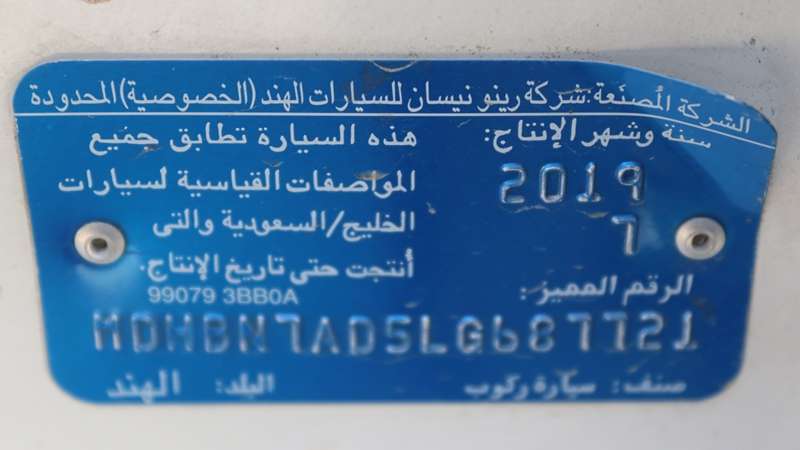 الشركة المصنعة: شركة رينو نيسان للسيارات الهند (الخصوصية) المحدودة
سنة وشهر الإنتاج:
2019
7
هذه السيارة تطابق جميع
المواصفات القياسية لسيارات
الخليج/السعودية والتى
أنتجت حتى تاريخ الإنتاج.
الرقم المميز:
99079 3BB0A
MDHBN7AD5LG687721
صنف: سيارة ركوب
البلد: الهند